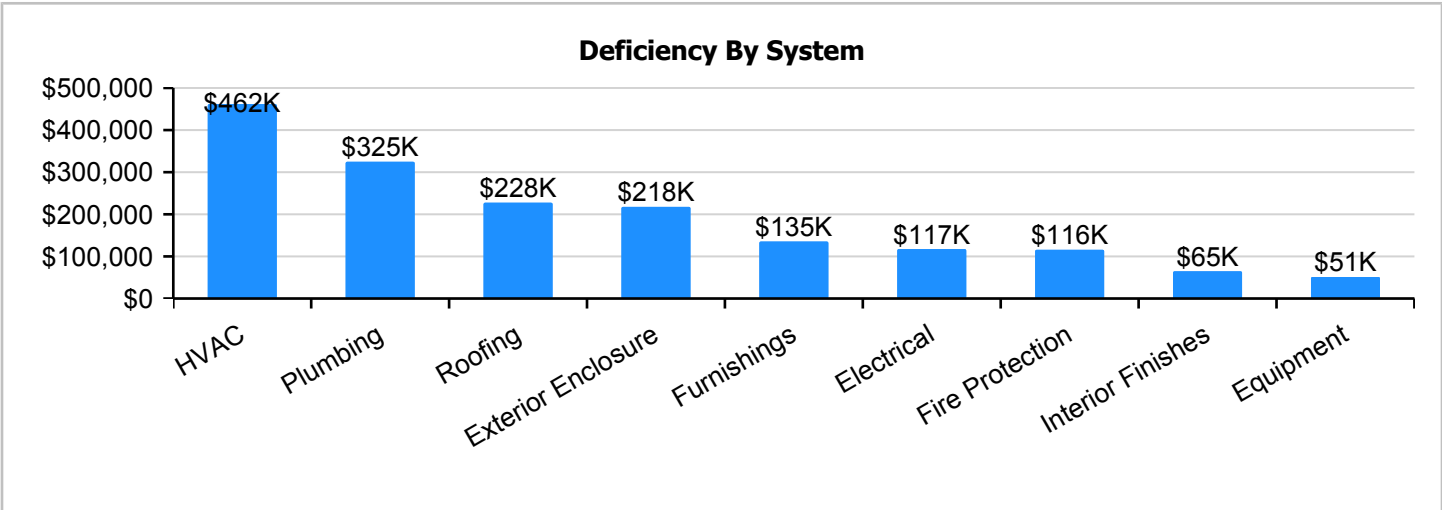 Deficiency By System
$500,000
$400,000
$300,000
$200,000
$100,000
$0
$462K
$325K
$228K
$218K
$135K
$117K
$116K
$65K
$51K
HVAC
Plumbing
Roofing
Exterior Enclosure
Furnishings
Electrical
Fire Protection
Interior Finishes
Equipment